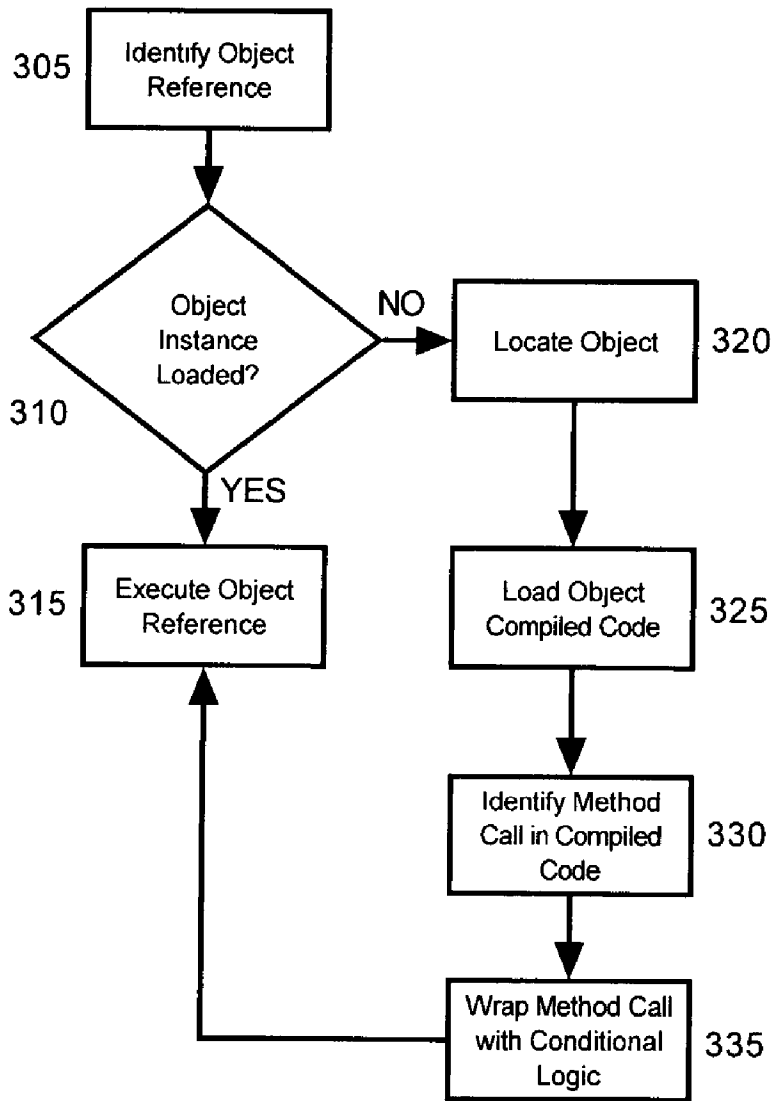 305
Identify Object
Reference
Object
Instance
Loaded?
310
NO
YES
Locate Object
320
Execute Object
Reference
315
Load Object
Compiled Code
325
Identify Method
Call in Compiled
Code
330
Wrap Method Call
with Conditional
Logic
335